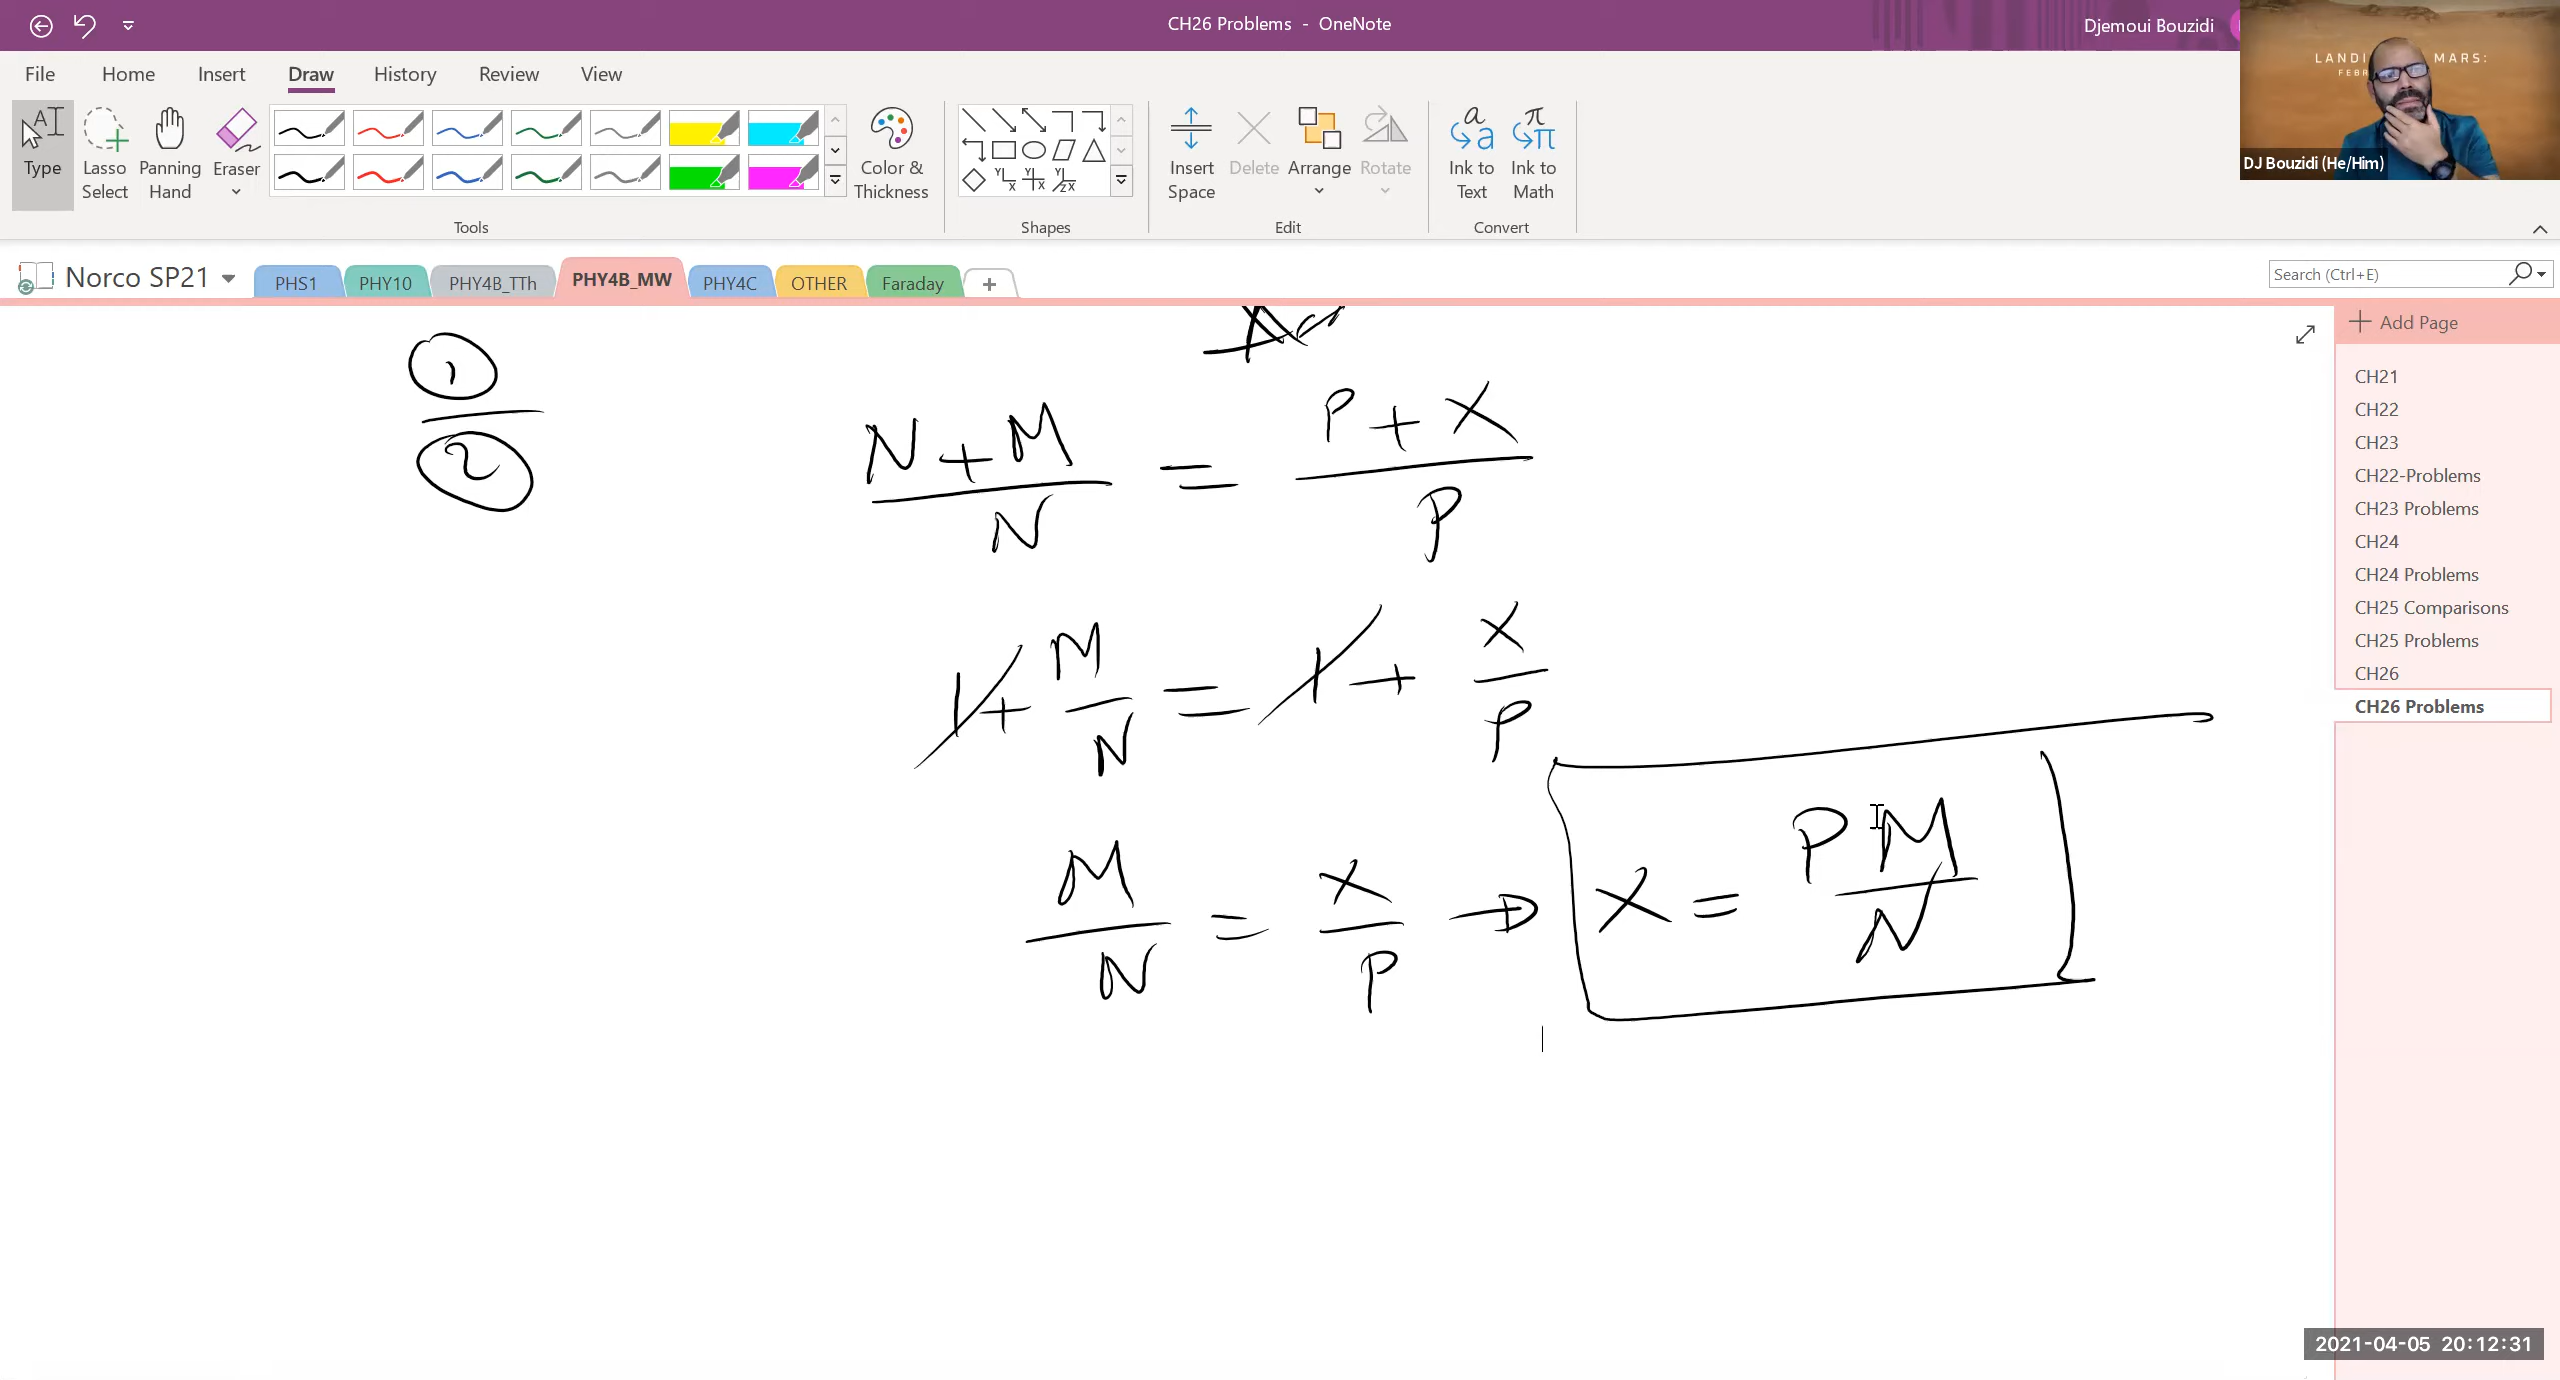 CH26 Problems - OneNote
Djemoui Bouzidi
LANDI MARS:
FEBR
DJ Bouzidi (He/Him)
File Home Insert Draw History Review View
Type
Lasso Select
Panning Hand
Eraser
Color & Thickness
Insert Space
Delete
Arrange
Rotate
Ink to Text
Ink to Math
Tools Shapes Edit Convert
Norco SP21 PHS1 PHY10 PHY4B_TTh PHY4B_MW PHY4C OTHER Faraday +
Search (Ctrl+E)
Add Page
CH21
CH22
CH23
CH22-Problems
CH23 Problems
CH24
CH24 Problems
CH25 Comparisons
CH25 Problems
CH26
CH26 Problems
1
2
N + M = P + X
N P
1 + M = 1 + X
N P
M = X → X = P M
N P N
2021-04-05 20:12:31